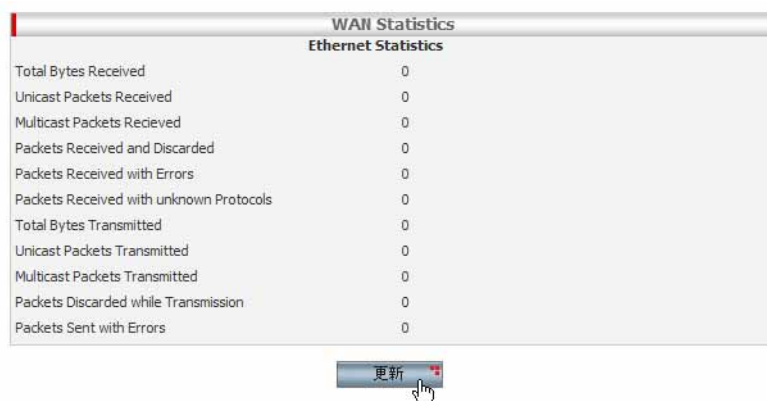 WAN Statistics
Ethernet Statistics
Total Bytes Received 0
Unicast Packets Received 0
Multicast Packets Recieved 0
Packets Received and Discarded 0
Packets Received with Errors 0
Packets Received with unknown Protocols 0
Total Bytes Transmitted 0
Unicast Packets Transmitted 0
Multicast Packets Transmitted 0
Packets Discarded while Transmission 0
Packets Sent with Errors 0
更新